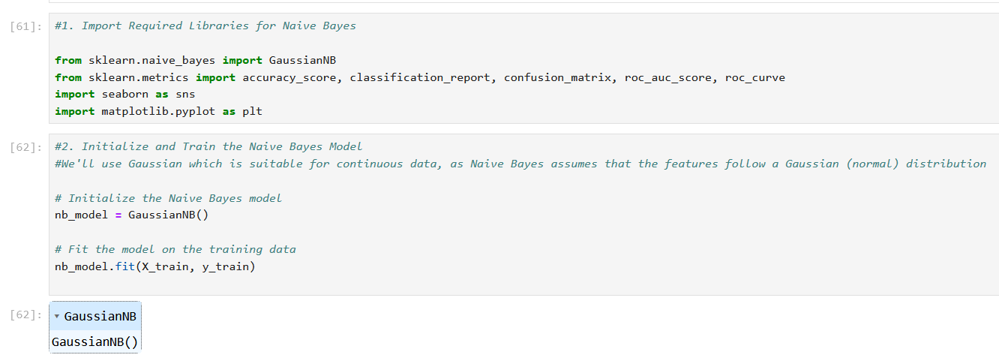 [61]:
#1. Import Required Libraries for Naive Bayes
from sklearn.naive_bayes import GaussianNB
from sklearn.metrics import accuracy_score, classification_report, confusion_matrix, roc_auc_score, roc_curve
import seaborn as sns
import matplotlib.pyplot as plt
[62]:
#2. Initialize and Train the Naive Bayes Model
#We'll use Gaussian which is suitable for continuous data, as Naive Bayes assumes that the features follow a Gaussian (normal) distribution
# Initialize the Naive Bayes model
nb_model = GaussianNB()
# Fit the model on the training data
nb_model.fit(X_train, y_train)
[62]:
GaussianNB
GaussianNB()